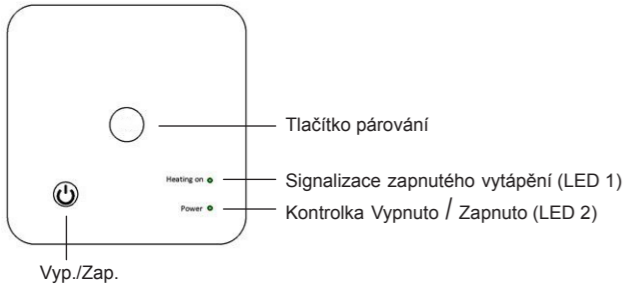 Tlačítko párování
Heating on
Signalizace zapnutého vytápění (LED 1)
Power
Kontrolka Vypnuto / Zapnuto (LED 2)
Vyp./Zap.